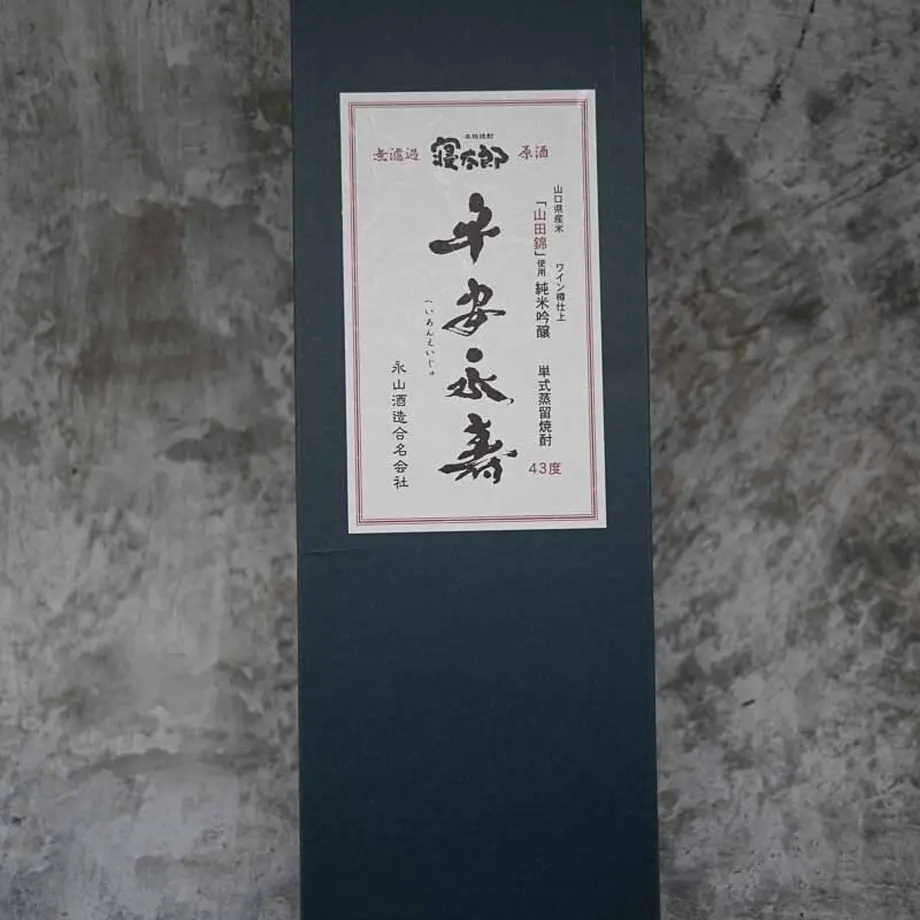 本格焼酎
無濾過 寝太郎 原酒
山口県産米 ワイン樽仕上
「山田錦」使用 純米吟醸
単式蒸留焼酎
43度
平安永寿
へいあんえいじゅ
永山酒造合名会社